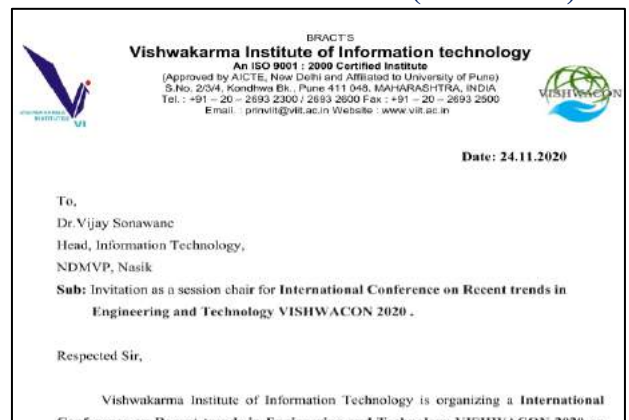 BRACT'S
Vishwakarma Institute of Information technology
An ISO 9001 : 2000 Certified Institute
(Approved by AICTE, New Delhi and Affiliated to University of Pune)
S.No. 2/3/4, Kondhwa Bk., Pune 411 048, MAHARASHTRA, INDIA
Tel. : +91 – 20 – 2693 2300 / 2693 2600 Fax : +91 – 20 – 2693 2500
Email. : prinviit@viit.ac.in Website : www.viit.ac.in
VI
VISHWACON
Date: 24.11.2020
To,
Dr.Vijay Sonawane
Head, Information Technology,
NDMVP, Nasik
Sub: Invitation as a session chair for International Conference on Recent trends in
Engineering and Technology VISHWACON 2020 .
Respected Sir,
Vishwakarma Institute of Information Technology is organizing a International